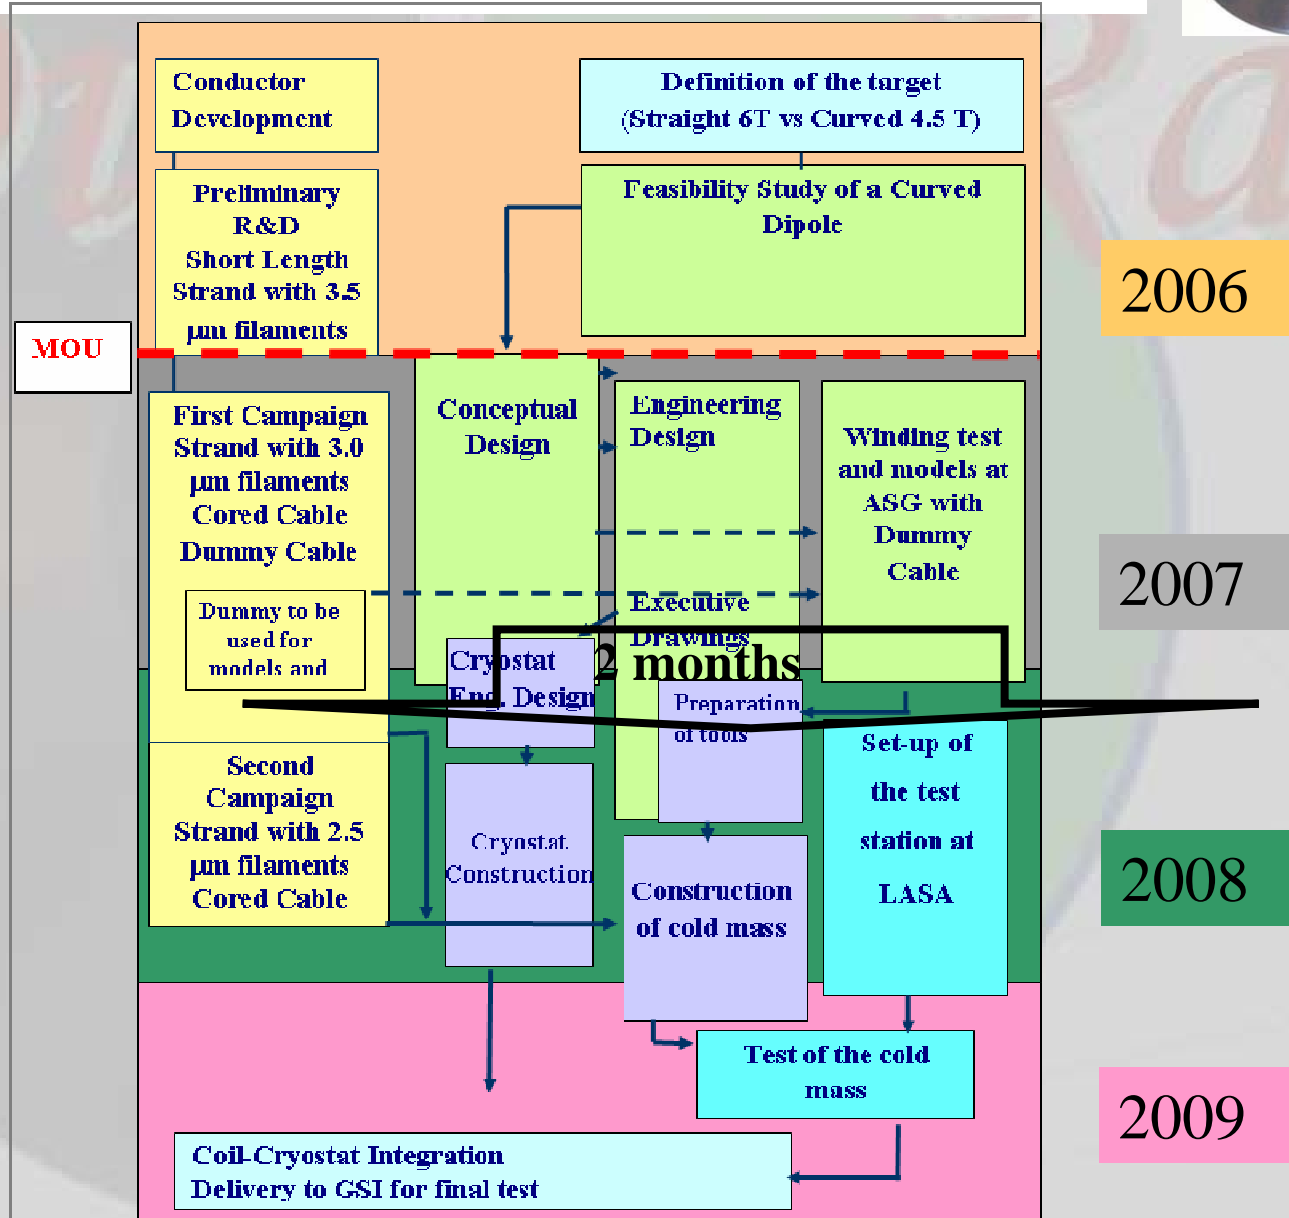 Conductor
Development
Definition of the target
(Straight 6T vs Curved 4.5 T)
Preliminary
R&D
Short Length
Strand with 3.5
µm filaments
Feasibility Study of a Curved
Dipole
2006
MOU
First Campaign
Strand with 3.0
µm filaments
Cored Cable
Dummy Cable
Dummy to be
used for
models and
Conceptual
Design
Engineering
Design
Executive
Drawings
Winding test
and models at
ASG with
Dummy
Cable
2007
2 months
Cryostat
Eng. Design
Preparation
of tools
Second
Campaign
Strand with 2.5
µm filaments
Cored Cable
Cryostat
Construction
Construction
of cold mass
Set-up of
the test
station at
LASA
2008
Test of the cold
mass
2009
Coil-Cryostat Integration
Delivery to GSI for final test